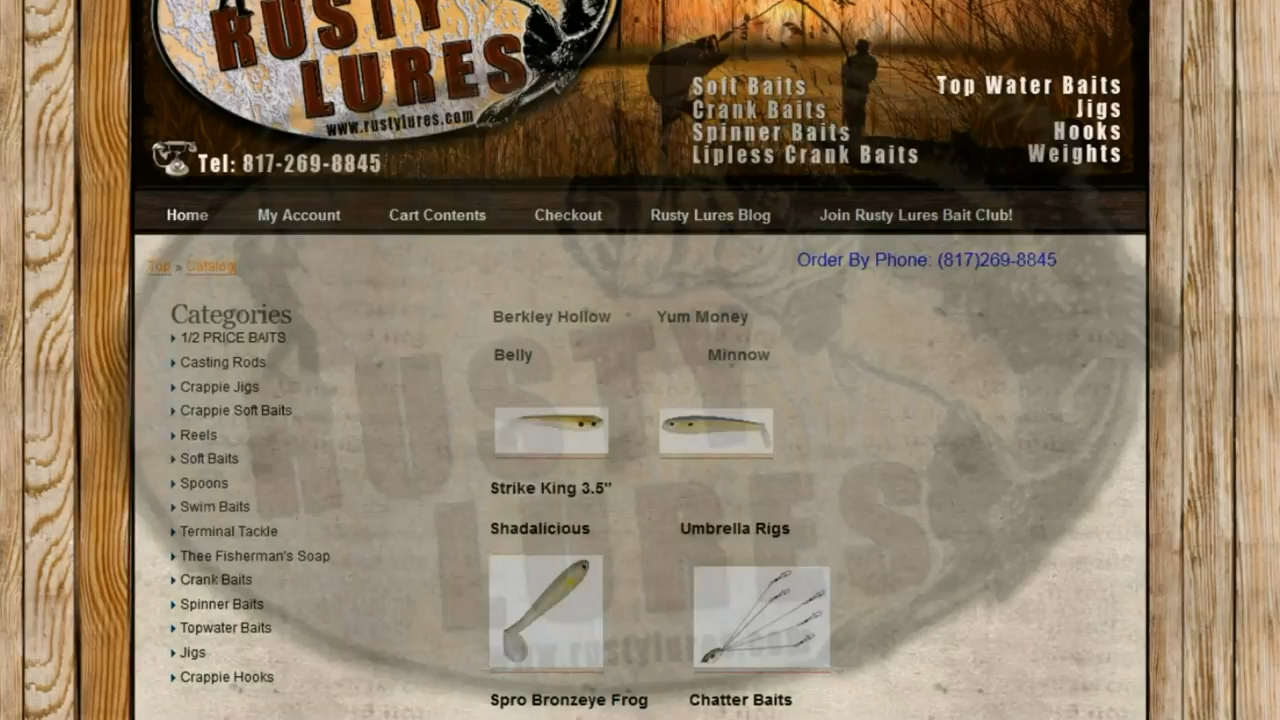 RUSTY
LURES
www.rustylures.com
Tel: 817-269-8845
Soft Baits
Crank Baits
Spinner Baits
Lipless Crank Baits
Top Water Baits
Jigs
Hooks
Weights
Home My Account Cart Contents Checkout Rusty Lures Blog Join Rusty Lures Bait Club!
Top » Catalog
Order By Phone: (817)269-8845
Categories
1/2 PRICE BAITS
Casting Rods
Crappie Jigs
Crappie Soft Baits
Reels
Soft Baits
Spoons
Swim Baits
Terminal Tackle
Thee Fisherman's Soap
Crank Baits
Spinner Baits
Topwater Baits
Jigs
Crappie Hooks
Berkley Hollow
Belly
Yum Money
Minnow
Strike King 3.5"
Shadalicious
Umbrella Rigs
Spro Bronzeye Frog
Chatter Baits
RUSTY
LURES
www.rustylures.com